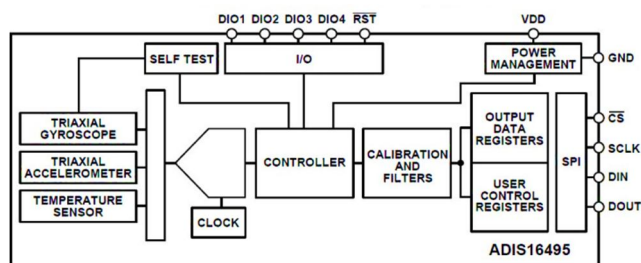 DIO1 DIO2 DIO3 DIO4 RST VDD
SELF TEST
I/O
POWER
MANAGEMENT
GND
TRIAXIAL
GYROSCOPE
TRIAXIAL
ACCELEROMETER
TEMPERATURE
SENSOR
CLOCK
CONTROLLER
CALIBRATION
AND
FILTERS
OUTPUT
DATA
REGISTERS
USER
CONTROL
REGISTERS
SPI
CS
SCLK
DIN
DOUT
ADIS16495